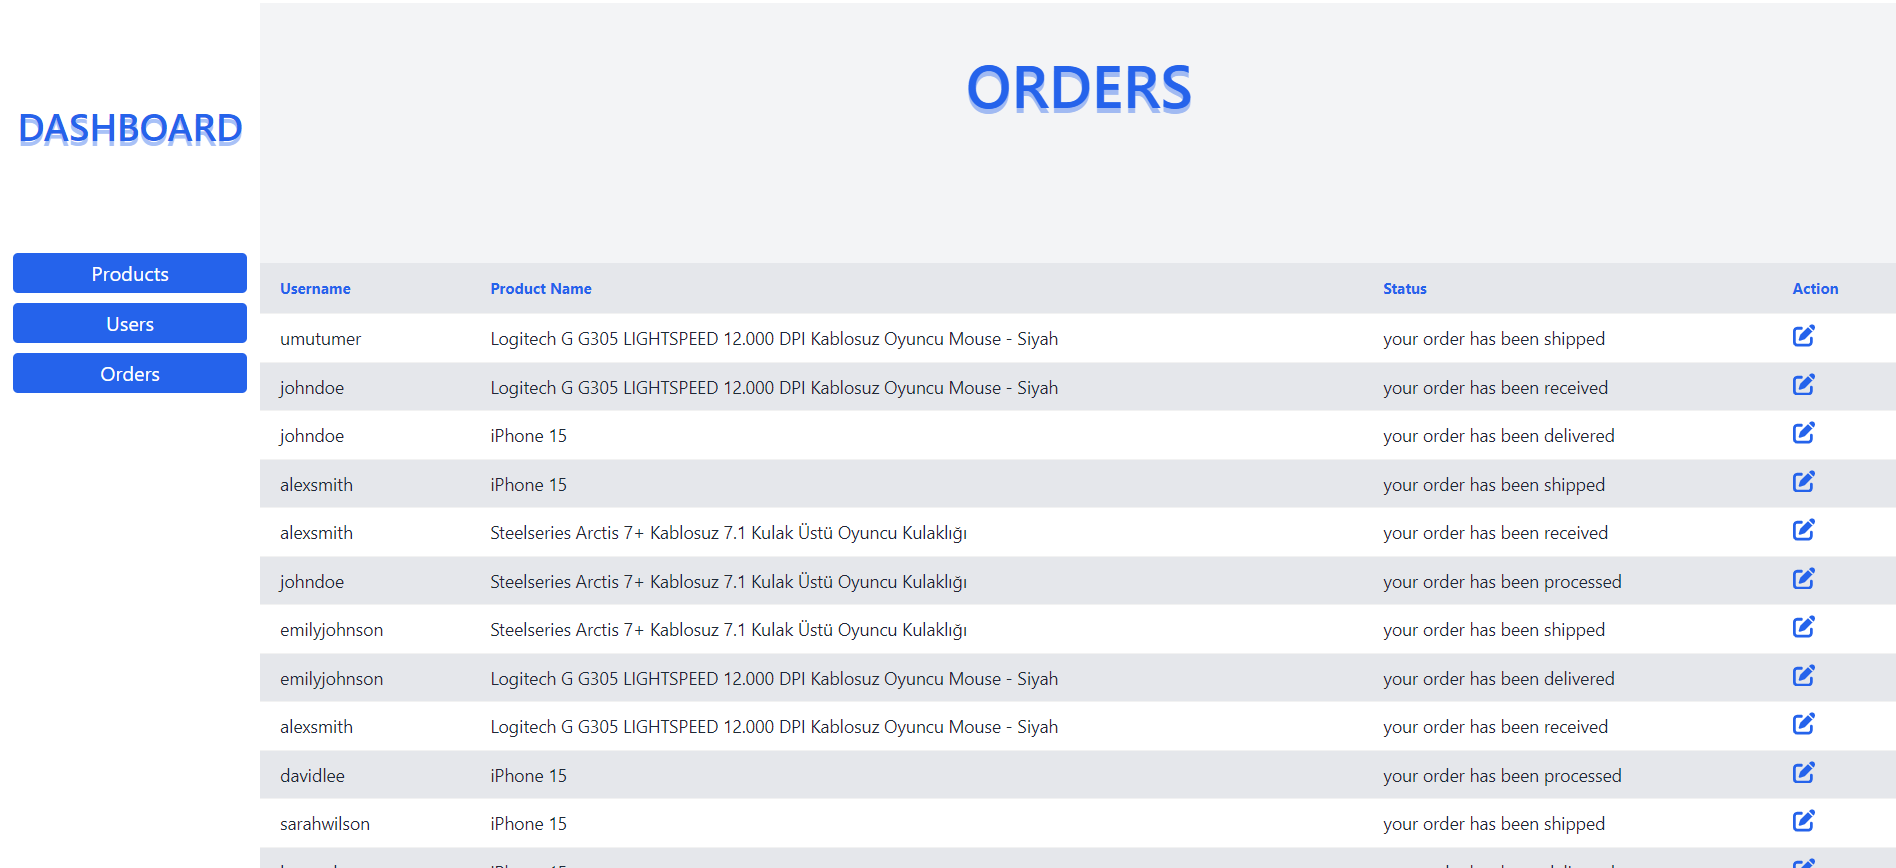 DASHBOARD
Products
Users
Orders
ORDERS
Username Product Name Status Action
umutumer Logitech G G305 LIGHTSPEED 12.000 DPI Kablosuz Oyuncu Mouse - Siyah your order has been shipped
johndoe Logitech G G305 LIGHTSPEED 12.000 DPI Kablosuz Oyuncu Mouse - Siyah your order has been received
johndoe iPhone 15 your order has been delivered
alexsmith iPhone 15 your order has been shipped
alexsmith Steelseries Arctis 7+ Kablosuz 7.1 Kulak Üstü Oyuncu Kulaklığı your order has been received
johndoe Steelseries Arctis 7+ Kablosuz 7.1 Kulak Üstü Oyuncu Kulaklığı your order has been processed
emilyjohnson Steelseries Arctis 7+ Kablosuz 7.1 Kulak Üstü Oyuncu Kulaklığı your order has been shipped
emilyjohnson Logitech G G305 LIGHTSPEED 12.000 DPI Kablosuz Oyuncu Mouse - Siyah your order has been delivered
alexsmith Logitech G G305 LIGHTSPEED 12.000 DPI Kablosuz Oyuncu Mouse - Siyah your order has been received
davidlee iPhone 15 your order has been processed
sarahwilson iPhone 15 your order has been shipped